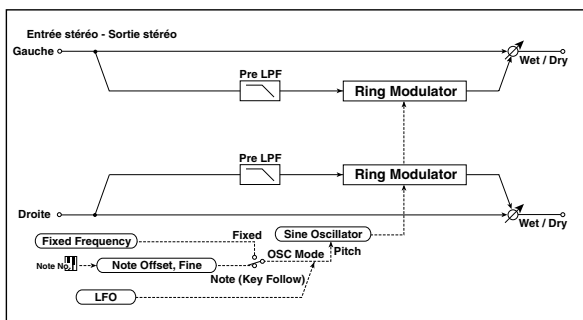 Entrée stéréo - Sortie stéréo
Gauche
Wet / Dry
Pre LPF
Ring Modulator
Pre LPF
Ring Modulator
Droite
Wet / Dry
Fixed Frequency
Fixed
Sine Oscillator
OSC Mode
Pitch
Note No.
Note Offset, Fine
Note (Key Follow)
LFO